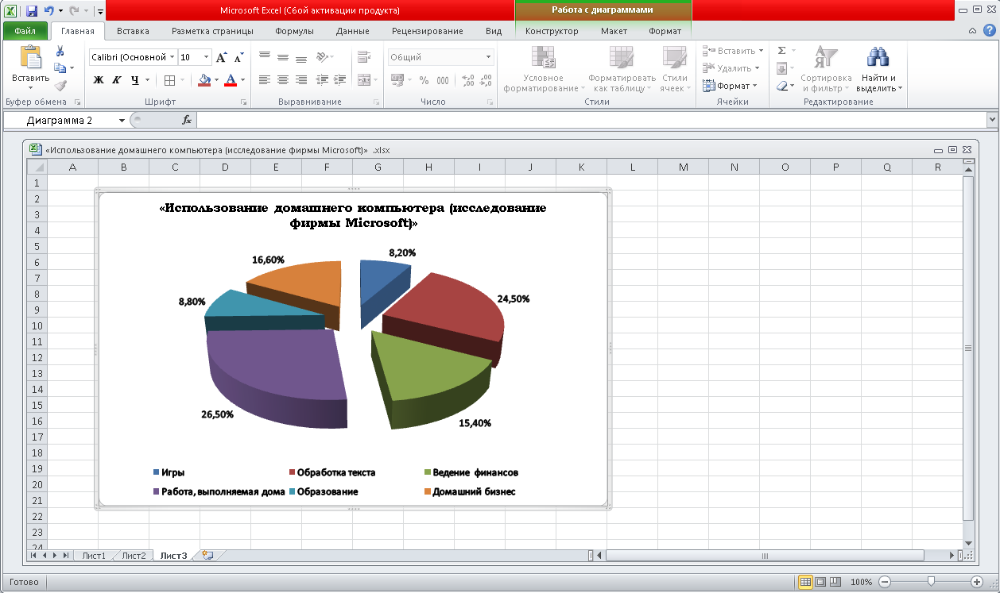 Microsoft Excel (Сбой активации продукта)
Работа с диаграммами
Файл Главная Вставка Разметка страницы Формулы Данные Рецензирование Вид Конструктор Макет Формат
Вставить
Буфер обмена
Calibri (Основной 10
Ж К Ч А
Шрифт
Выравнивание
Общий
% 000
Число
Условное форматирование
Форматировать как таблицу
Стили ячеек
Стили
Вставить
Удалить
Формат
Ячейки
Σ
Сортировка и фильтр
Найти и выделить
Редактирование
Диаграмма 2 fx
«Использование домашнего компьютера (исследование фирмы Microsoft)» .xlsx
A B C D E F G H I J K L M N O P Q R
1
2
3
4
5
6
7
8
9
10
11
12
13
14
15
16
17
18
19
20
21
22
23
24
«Использование домашнего компьютера (исследование
фирмы Microsoft)»
8,20%
16,60%
24,50%
8,80%
26,50%
15,40%
Игры Обработка текста Ведение финансов
Работа, выполняемая дома Образование Домашний бизнес
Лист1 Лист2 Лист3
Готово 100%